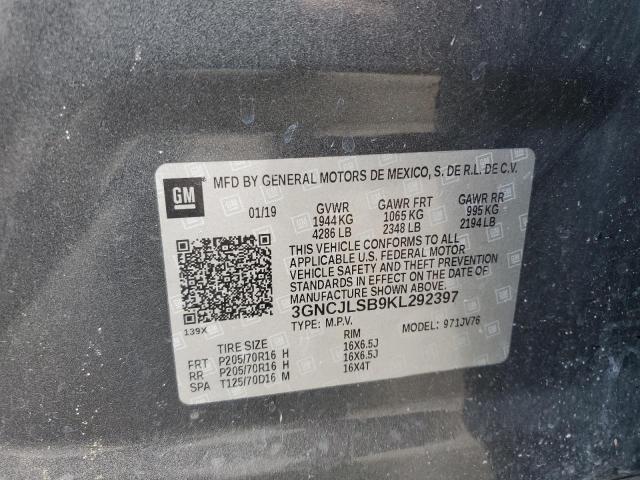 GM
MFD BY GENERAL MOTORS DE MEXICO, S. DE R.L. DE C.V.
01/19 GVWR GAWR FRT GAWR RR
1944 KG 1065 KG 995 KG
4286 LB 2348 LB 2194 LB
THIS VEHICLE CONFORMS TO ALL
APPLICABLE U.S. FEDERAL MOTOR
VEHICLE SAFETY AND THEFT PREVENTION
STANDARDS IN EFFECT ON THE DATE OF
MANUFACTURE SHOWN ABOVE.
3GNCJLSB9KL292397
139X
TYPE: M.P.V. MODEL: 971JV76
TIRE SIZE RIM
FRT P205/70R16 H 16X6.5J
RR P205/70R16 H 16X6.5J
SPA T125/70D16 M 16X4T